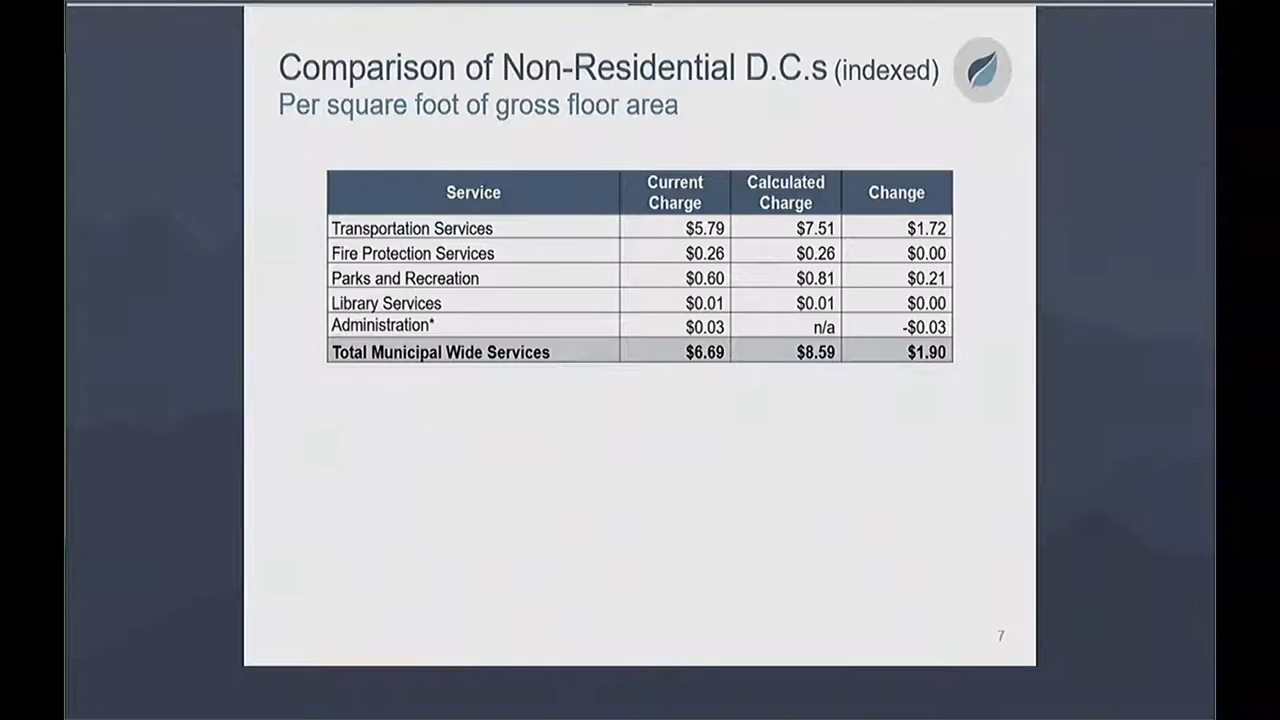 Comparison of Non-Residential D.C.s (indexed)
Per square foot of gross floor area
Service Current Charge Calculated Charge Change
Transportation Services $5.79 $7.51 $1.72
Fire Protection Services $0.26 $0.26 $0.00
Parks and Recreation $0.60 $0.81 $0.21
Library Services $0.01 $0.01 $0.00
Administration* $0.03 n/a -$0.03
Total Municipal Wide Services $6.69 $8.59 $1.90
7